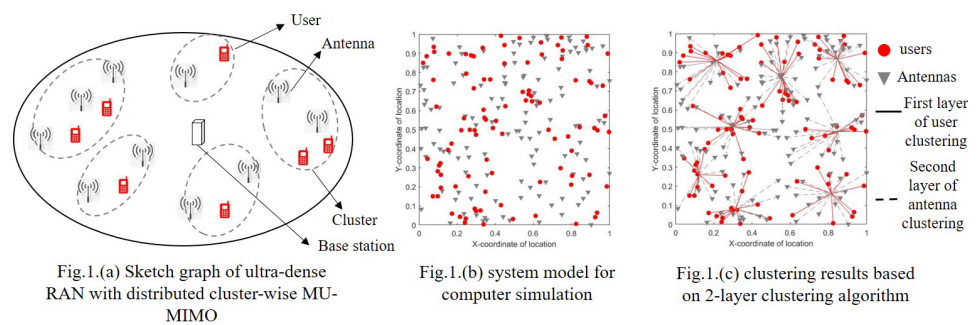 User
Antenna
Cluster
Base station
Fig.1.(a) Sketch graph of ultra-dense
RAN with distributed cluster-wise MU-
MIMO
1
0.9
0.8
0.7
0.6
0.5
0.4
0.3
0.2
0.1
0
Y-coordinate of location
0
0.2
0.4
0.6
0.8
1
X-coordinate of location
Fig.1.(b) system model for
computer simulation
1
0.9
0.8
0.7
0.6
0.5
0.4
0.3
0.2
0.1
0
Y-coordinate of location
0
0.2
0.4
0.6
0.8
1
X-coordinate of location
Fig.1.(c) clustering results based
on 2-layer clustering algorithm
users
Antennas
First layer
of user
clustering
Second
layer of
antenna
clustering